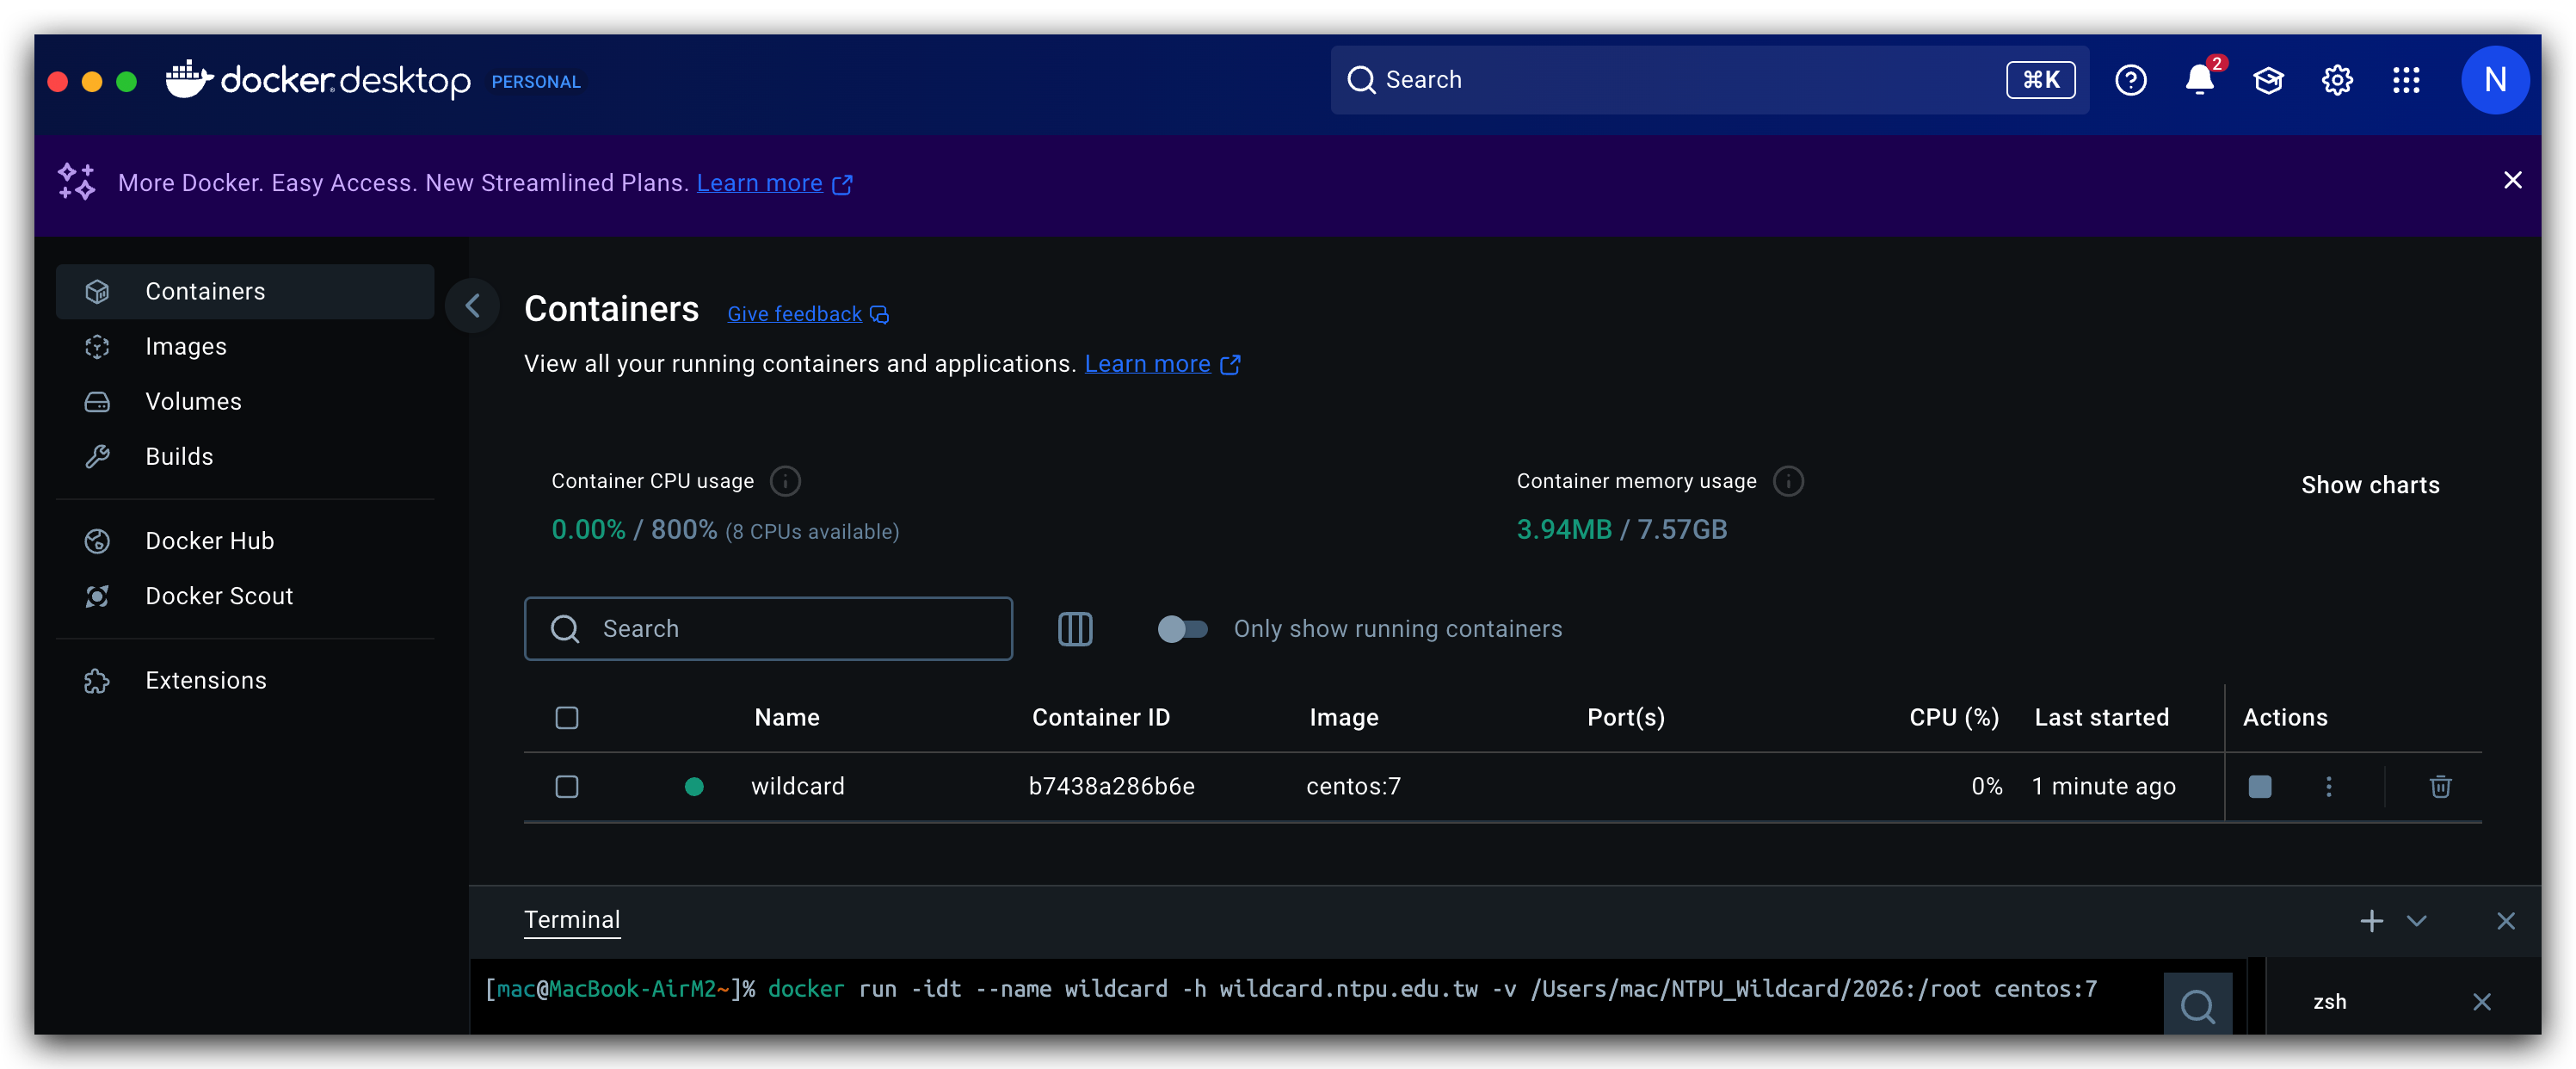 docker desktop PERSONAL
Search ⌘K
2
N
More Docker. Easy Access. New Streamlined Plans. Learn more
Containers
Images
Volumes
Builds
Docker Hub
Docker Scout
Extensions
Containers Give feedback
View all your running containers and applications. Learn more
Container CPU usage
0.00% / 800% (8 CPUs available)
Container memory usage
3.94MB / 7.57GB
Show charts
Search
Only show running containers
Name Container ID Image Port(s) CPU (%) Last started Actions
wildcard b7438a286b6e centos:7 0% 1 minute ago
Terminal
[mac@MacBook-AirM2~]% docker run -idt --name wildcard -h wildcard.ntpu.edu.tw -v /Users/mac/NTPU_Wildcard/2026:/root centos:7
zsh